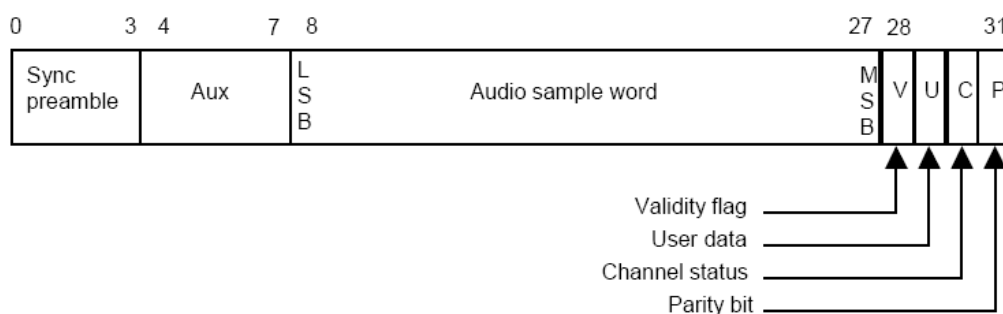 0 3 4 7 8 27 28 31
Sync
preamble
Aux
L
S
B
Audio sample word
M
S
B
V U C P
Validity flag
User data
Channel status
Parity bit